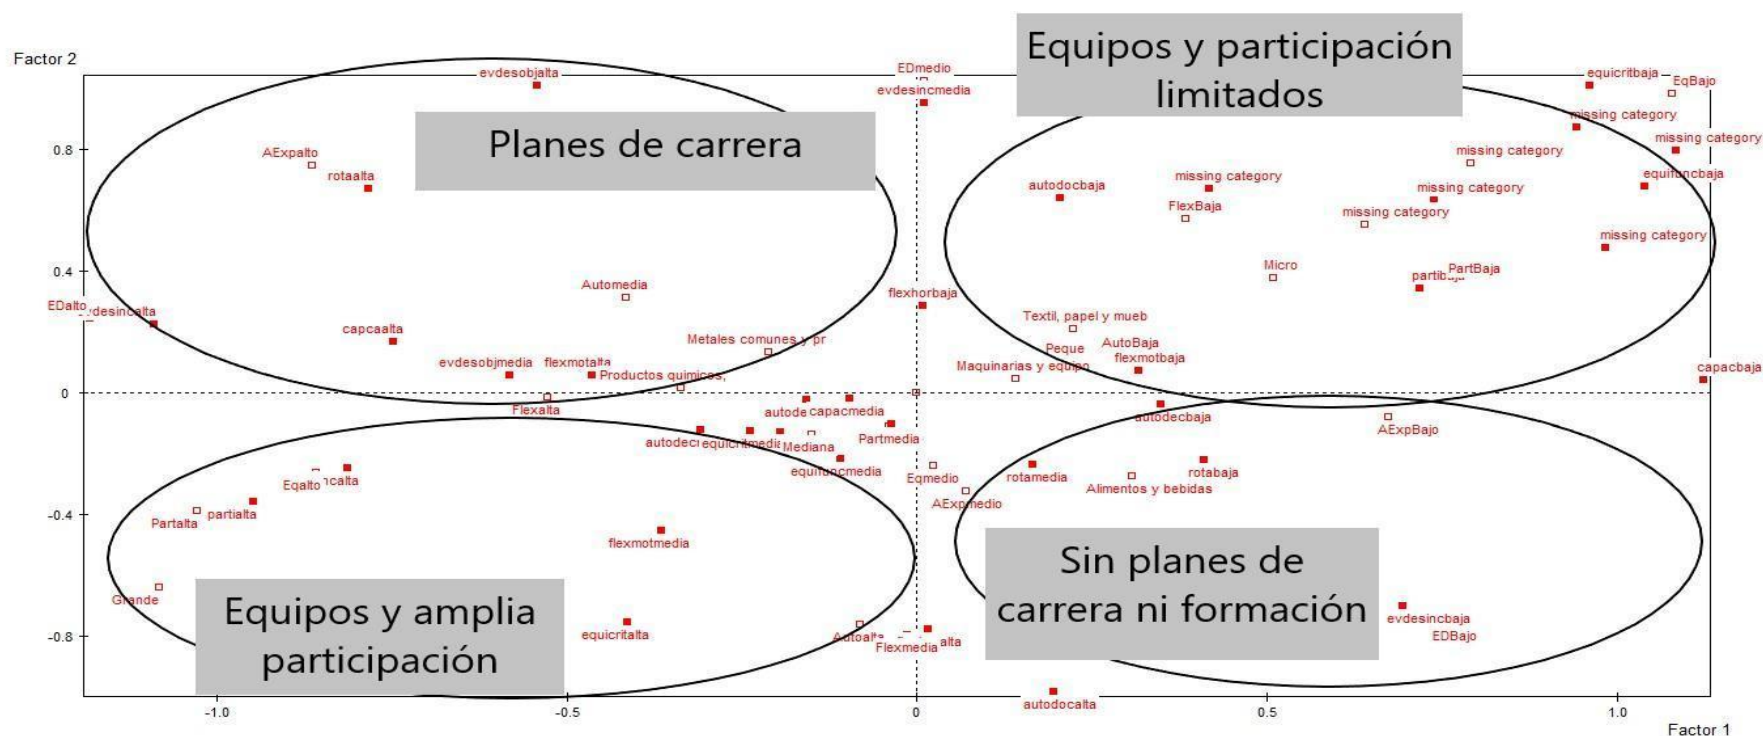 Factor 2
Equipos y participación
limitados
evdesobjalta
EDmedio
evdesincmedia
equicritbaja
EqBajo
Planes de carrera
missing category
missing category
0.8
AExpalto
missing category
rotaalta
missing category
equifuncbaja
autodocbaja
missing category
FlexBaja
missing category
missing category
0.4
Micro
PartBaja
Automedia
flexhorbaja
EDalto
capcaalta
Textil, papel y mueb
Metales comunes y pr
AutoBaja
Peque
flexmotbaja
evdesobjmedia
flexmotalta
Maquinarias y equipo
capacbaja
Productos quimicos,
0
Flexalta
capacmedia
autodecbaja
AExpBajo
equicritmedia
Mediana
Partmedia
equifuncmedia
Eqmedio
rotamedia
rotabaja
Eqalto
Alimentos y bebidas
AExpmedio
-0.4
partialta
Partalta
flexmotmedia
Sin planes de
carrera ni formación
Grande
Equipos y amplia
participación
evdesincbaja
equicritalta
EDBajo
-0.8
Flexmedia
autodocalta
-1.0
-0.5
0
0.5
1.0
Factor 1